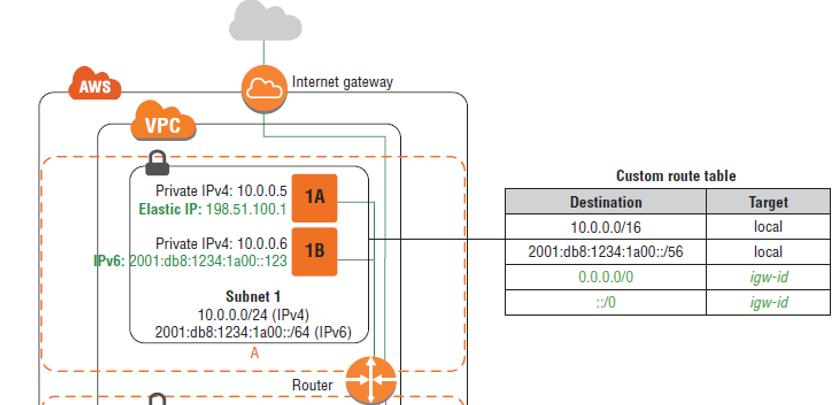 Internet gateway
AWS
VPC
Private IPv4: 10.0.0.5
Elastic IP: 198.51.100.1
1A
Private IPv4: 10.0.0.6
IPv6: 2001:db8:1234:1a00::123
1B
Subnet 1
10.0.0.0/24 (IPv4)
2001:db8:1234:1a00::/64 (IPv6)
A
Router
Custom route table
Destination Target
10.0.0.0/16 local
2001:db8:1234:1a00::/56 local
0.0.0.0/0 igw-id
::/0 igw-id